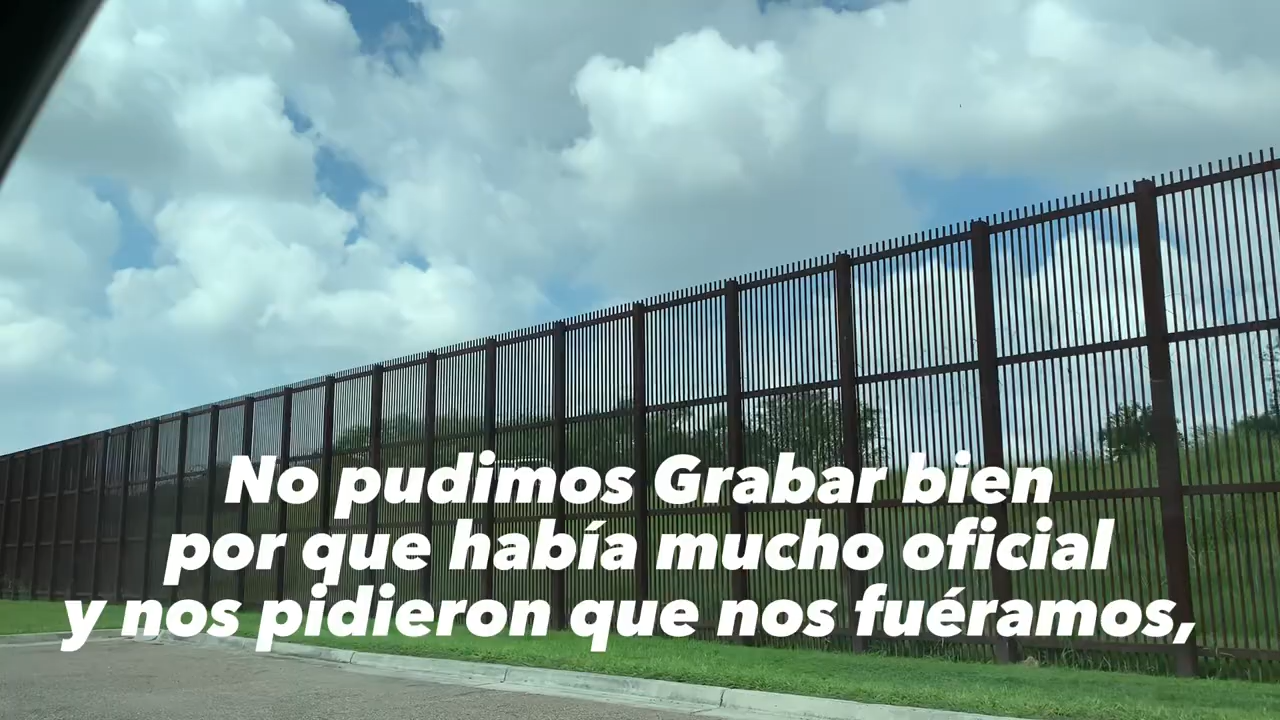 No pudimos Grabar bien
por que había mucho oficial
y nos pidieron que nos fuéramos,